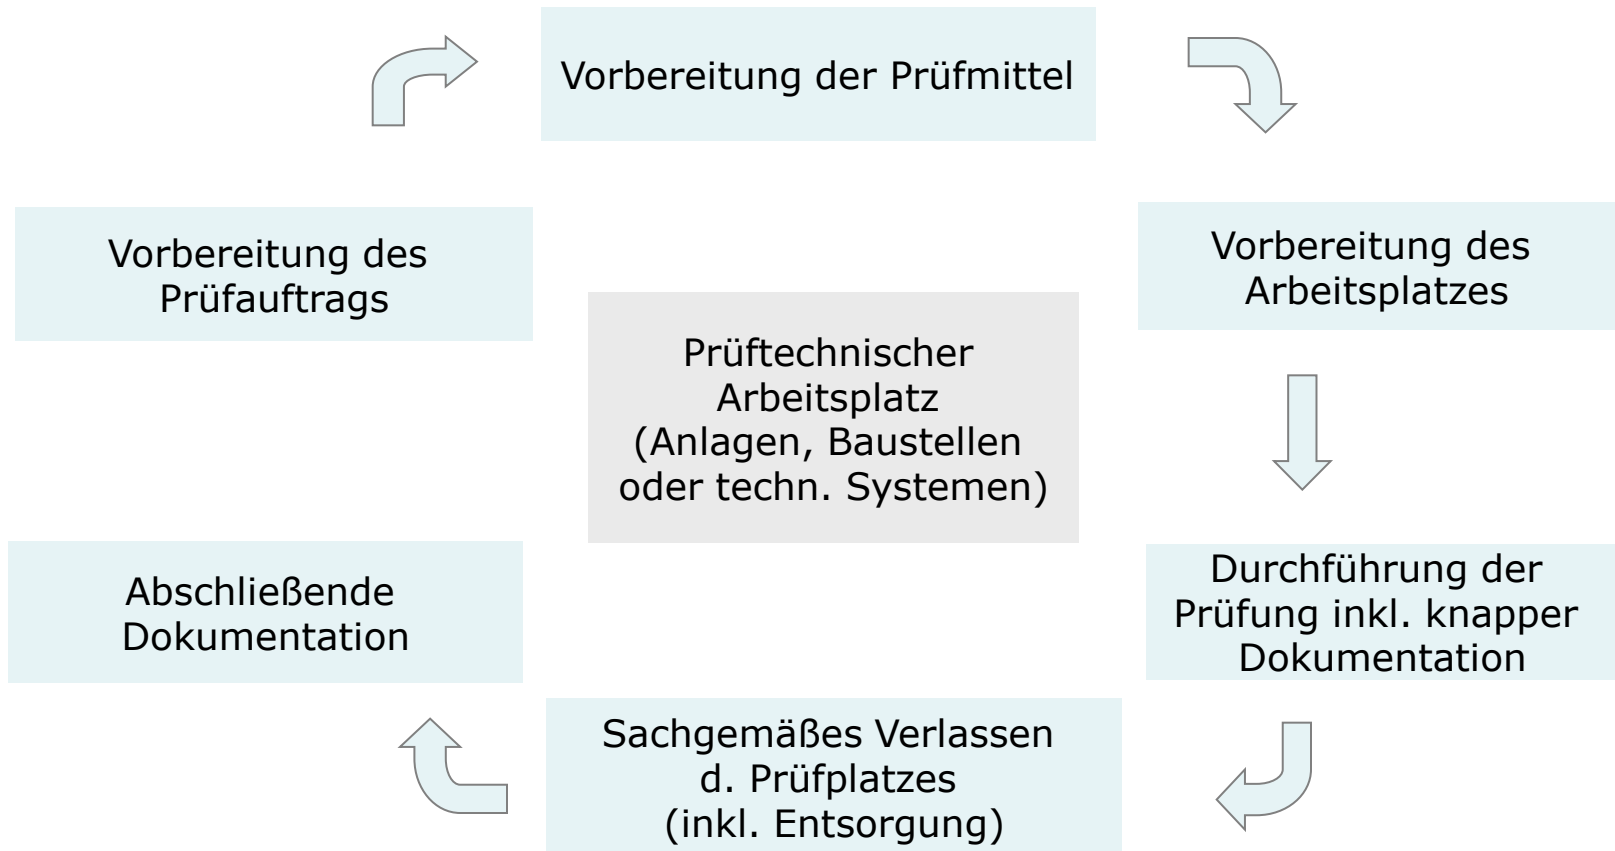 Vorbereitung der Prüfmittel
Vorbereitung des
Prüfauftrags
Vorbereitung des
Arbeitsplatzes
Prüftechnischer
Arbeitsplatz
(Anlagen, Baustellen
oder techn. Systemen)
Abschließende
Dokumentation
Durchführung der
Prüfung inkl. knapper
Dokumentation
Sachgemäßes Verlassen
d. Prüfplatzes
(inkl. Entsorgung)